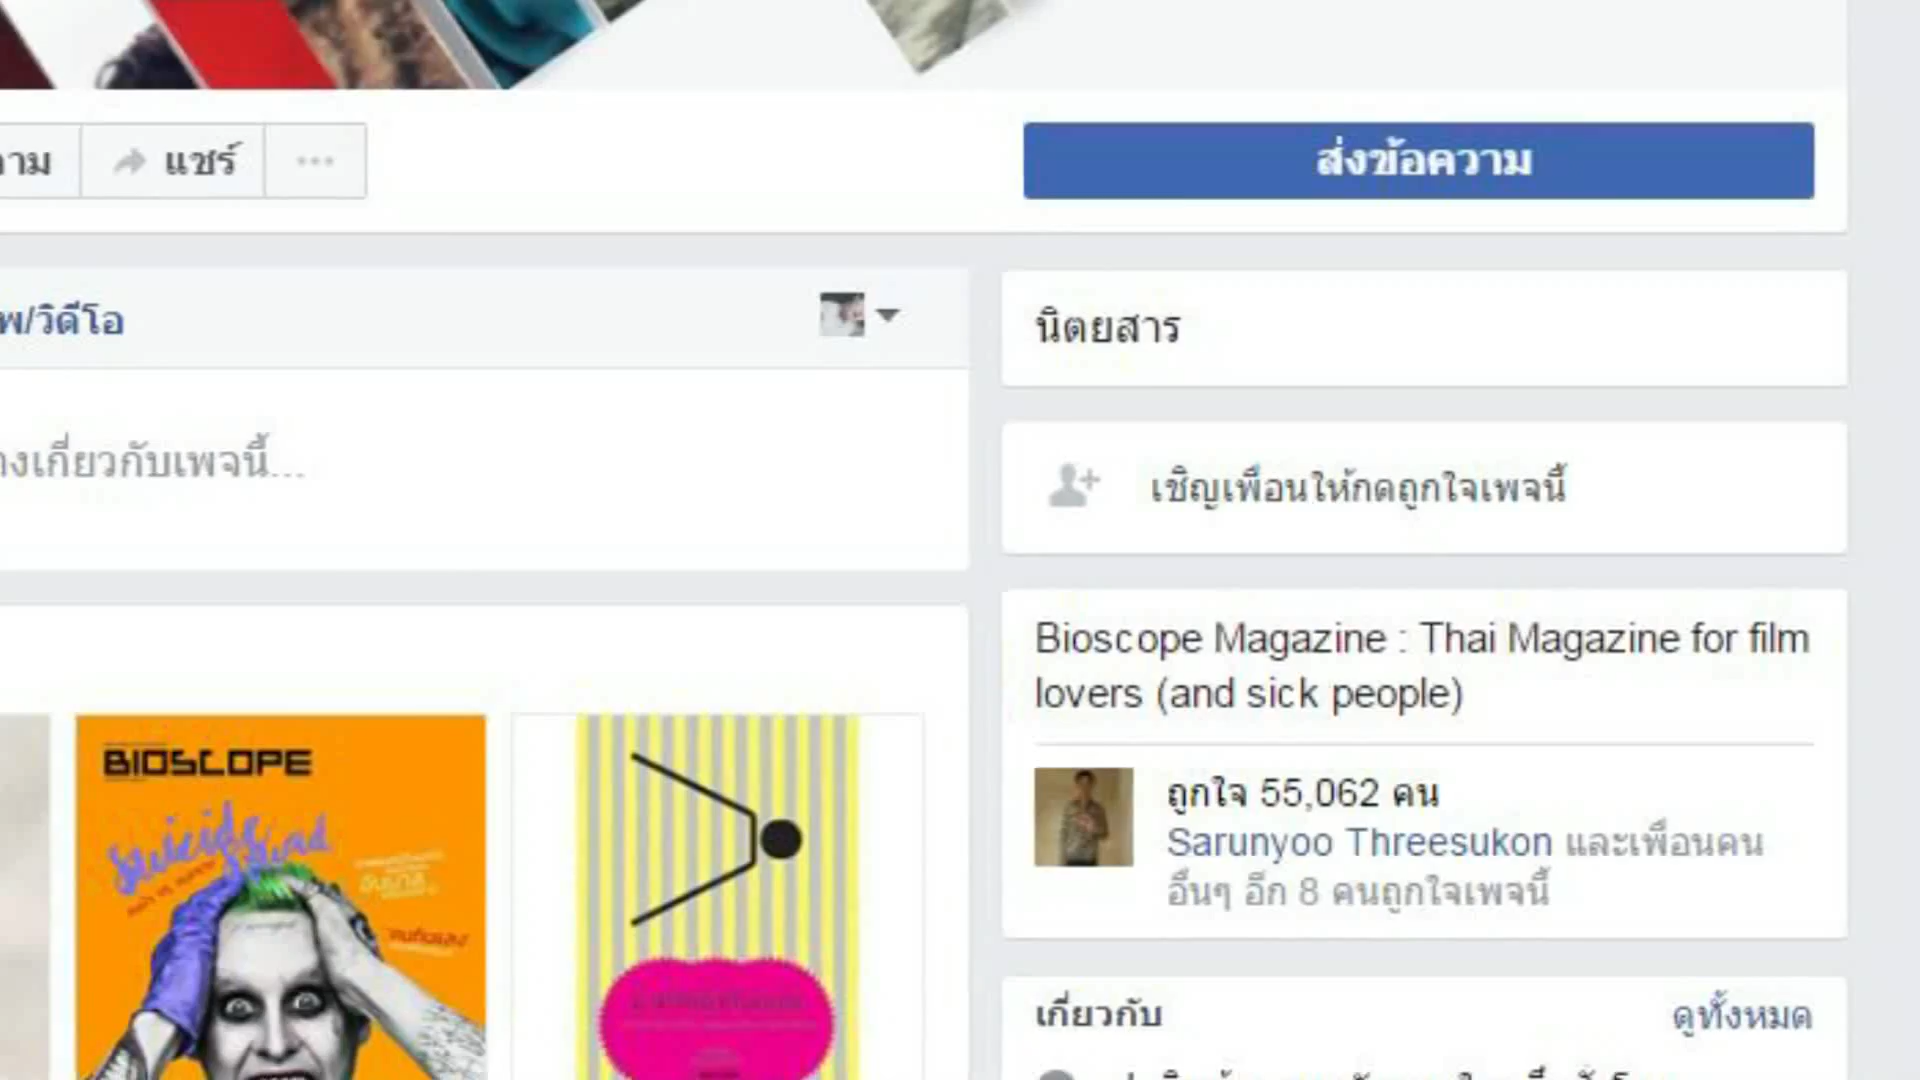 แชร์
ส่งข้อความ
พ/วิดีโอ
นิตยสาร
างเกี่ยวกับเพจนี้...
เชิญเพื่อนให้กดถูกใจเพจนี้
Bioscope Magazine : Thai Magazine for film
lovers (and sick people)
BIOSCOPE
suicide squad
ถูกใจ 55,062 คน
Sarunyoo Threesukon และเพื่อนคน
อื่นๆ อีก 8 คนถูกใจเพจนี้
เกี่ยวกับ
ดูทั้งหมด